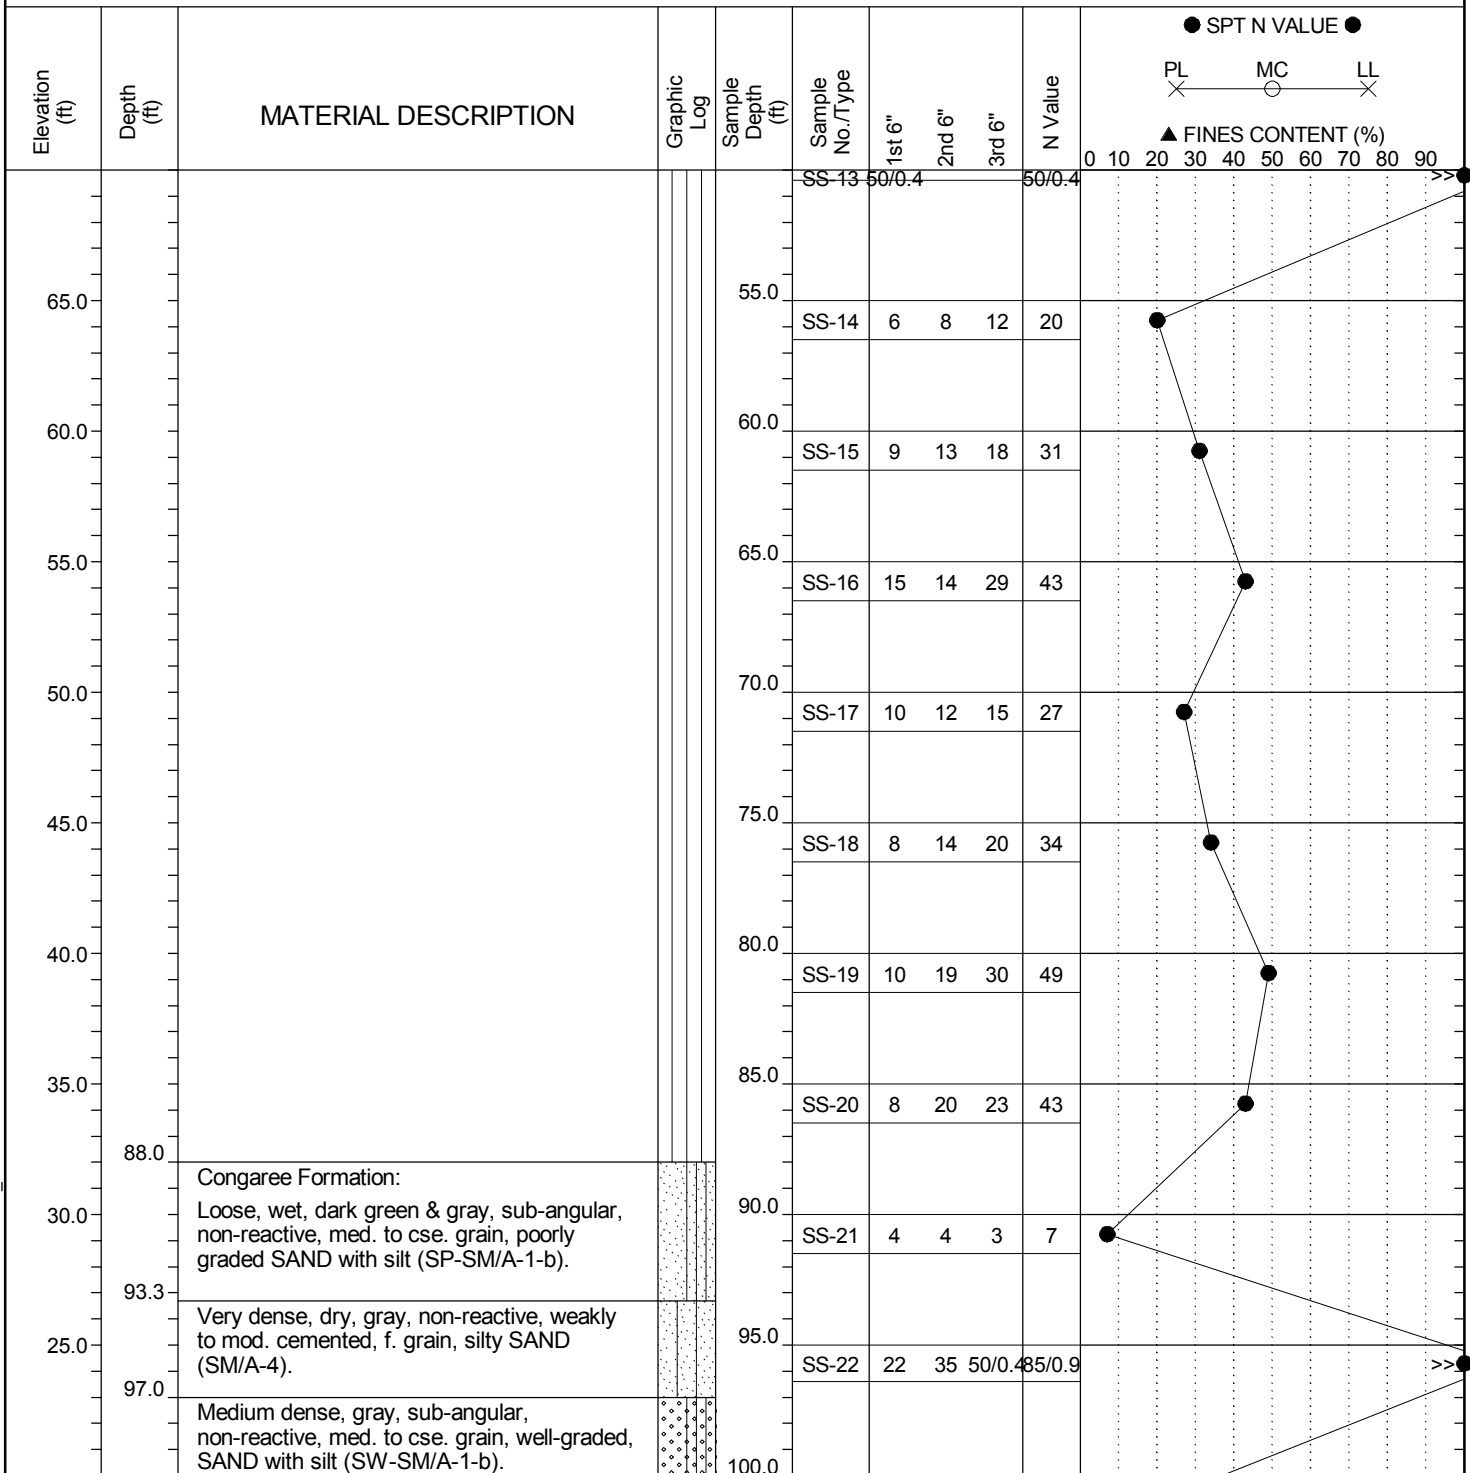 ● SPT N VALUE ●
PL MC LL
▲ FINES CONTENT (%)
Elevation (ft)
Depth (ft)
MATERIAL DESCRIPTION
Graphic Log
Sample Depth (ft)
Sample No./Type
1st 6"
2nd 6"
3rd 6"
N Value
0 10 20 30 40 50 60 70 80 90
SS-13 50/0.4 50/0.4 >>
65.0 55.0
SS-14 6 8 12 20
60.0 60.0
SS-15 9 13 18 31
55.0 65.0
SS-16 15 14 29 43
50.0 70.0
SS-17 10 12 15 27
45.0 75.0
SS-18 8 14 20 34
40.0 80.0
SS-19 10 19 30 49
35.0 85.0
SS-20 8 20 23 43
88.0
Congaree Formation:
30.0 90.0
Loose, wet, dark green & gray, sub-angular,
non-reactive, med. to cse. grain, poorly
graded SAND with silt (SP-SM/A-1-b).
SS-21 4 4 3 7
93.3
Very dense, dry, gray, non-reactive, weakly
to mod. cemented, f. grain, silty SAND
(SM/A-4).
25.0 95.0
SS-22 22 35 50/0.4 85/0.9 >>
97.0
Medium dense, gray, sub-angular,
non-reactive, med. to cse. grain, well-graded,
SAND with silt (SW-SM/A-1-b).
100.0